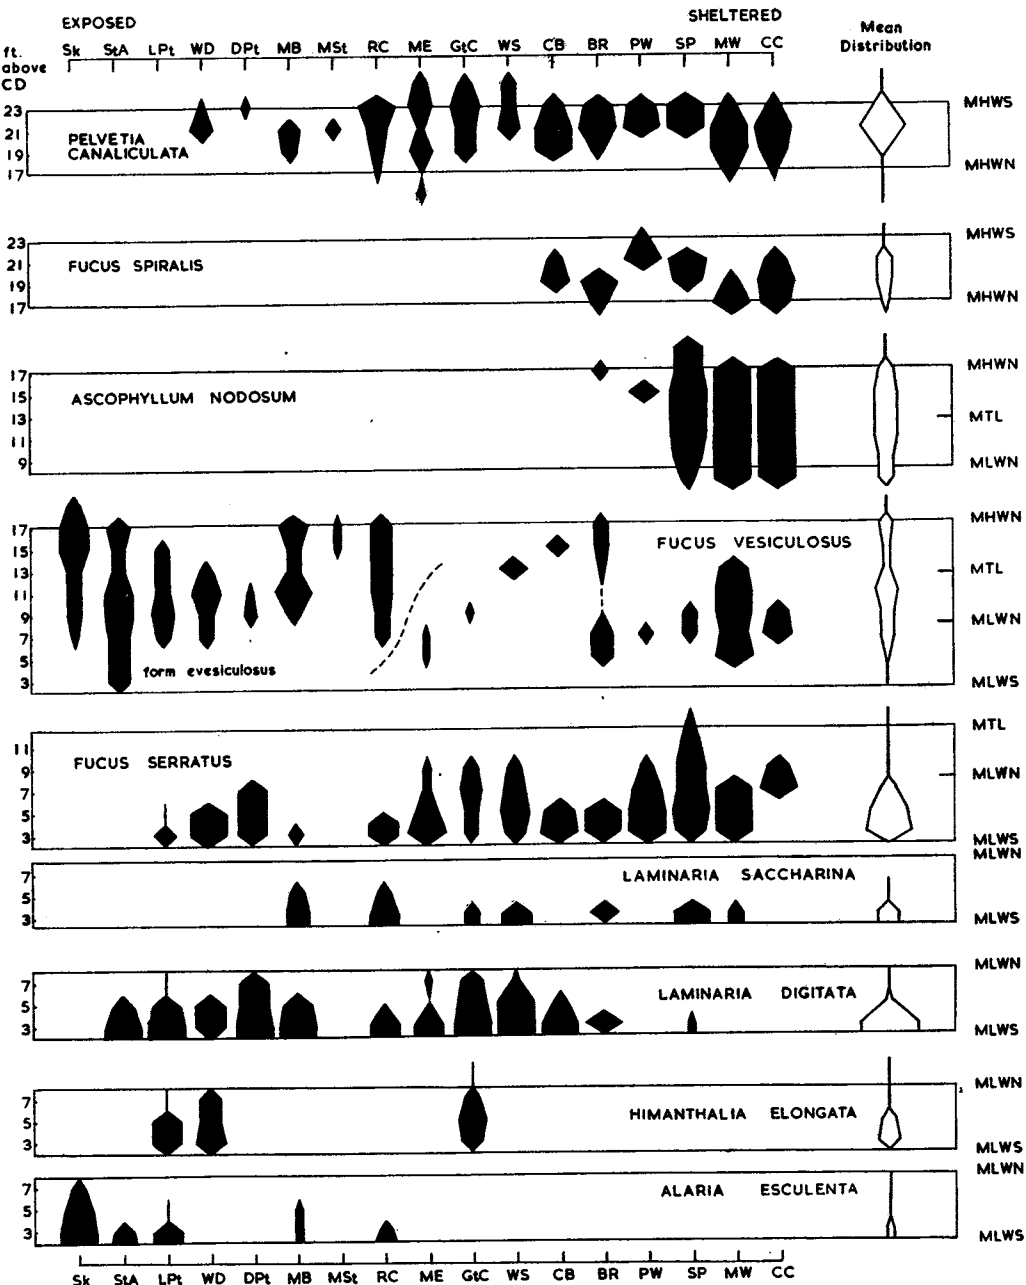 EXPOSED SHELTERED
Sk StA LPt WD DPt MB MSt RC ME GtC WS CB BR PW SP MW CC
Mean
Distribution
ft.
above
CD
23 MHWS
21
PELVETIA
CANALICULATA
19
17 MHWN
23 MHWS
21 FUCUS SPIRALIS
19
17 MHWN
17 MHWN
15 ASCOPHYLLUM NODOSUM
13 MTL
11
9 MLWN
17 MHWN
15 FUCUS VESICULOSUS
13 MTL
11
9 MLWN
7
5 form evesiculosus
3 MLWS
MTL
11
FUCUS SERRATUS
9 MLWN
7
5
3 MLWS
MLWN
7 LAMINARIA SACCHARINA
5
3 MLWS
MLWN
7 LAMINARIA DIGITATA
5
3 MLWS
MLWN
7
5 HIMANTHALIA ELONGATA
3 MLWS
MLWN
7 ALARIA ESCULENTA
5
3 MLWS
Sk StA LPt WD DPt MB MSt RC ME GtC WS CB BR PW SP MW CC